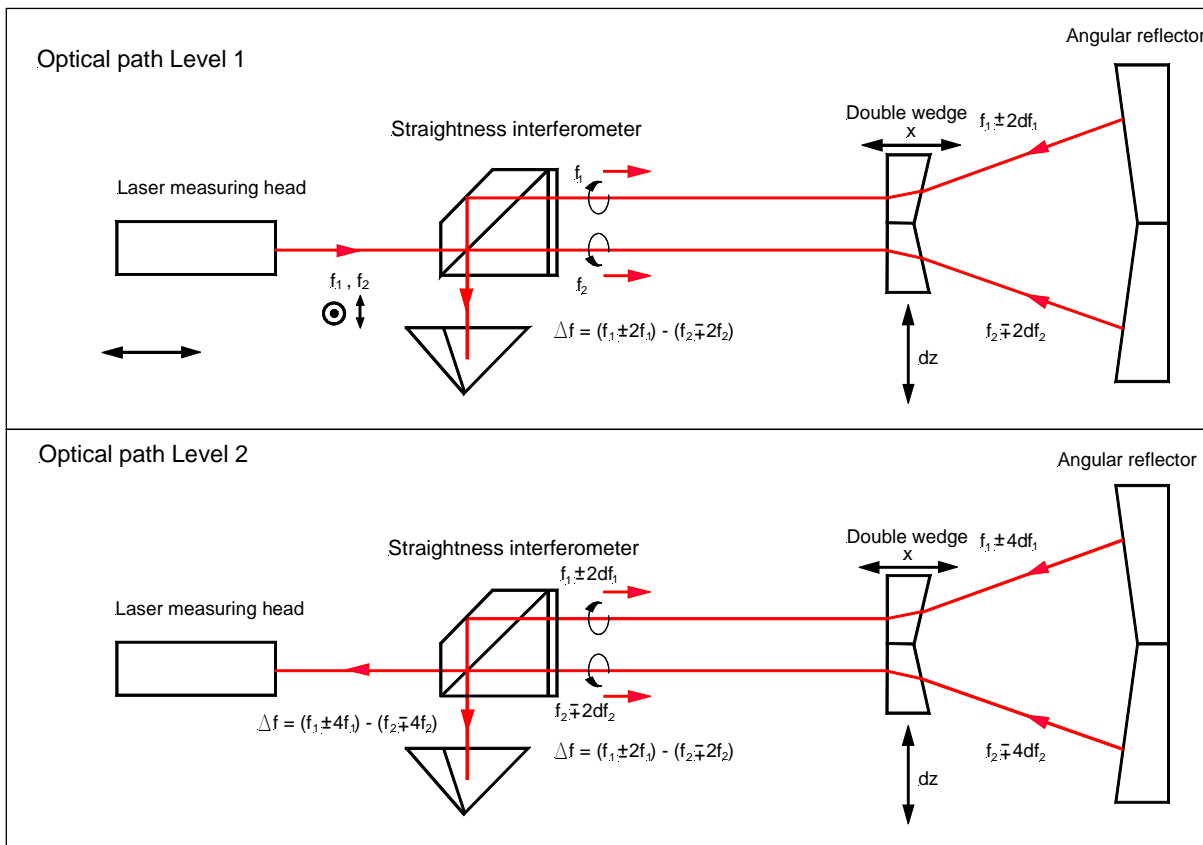 Optical path Level 1
Angular reflector
Straightness interferometer
Double wedge
x
f₁ ± 2df₁
Laser measuring head
f₁
f₁ , f₂
f₂
Δf = (f₁ ± 2f₁) - (f₂ ∓ 2f₂)
f₂ ∓ 2df₂
dz
Optical path Level 2
Angular reflector
Straightness interferometer
Double wedge
x
f₁ ± 4df₁
f₁ ± 2df₁
Laser measuring head
f₂ ∓ 2df₂
Δf = (f₁ ± 4f₁) - (f₂ ∓ 4f₂)
Δf = (f₁ ± 2f₁) - (f₂ ∓ 2f₂)
f₂ ∓ 4df₂
dz